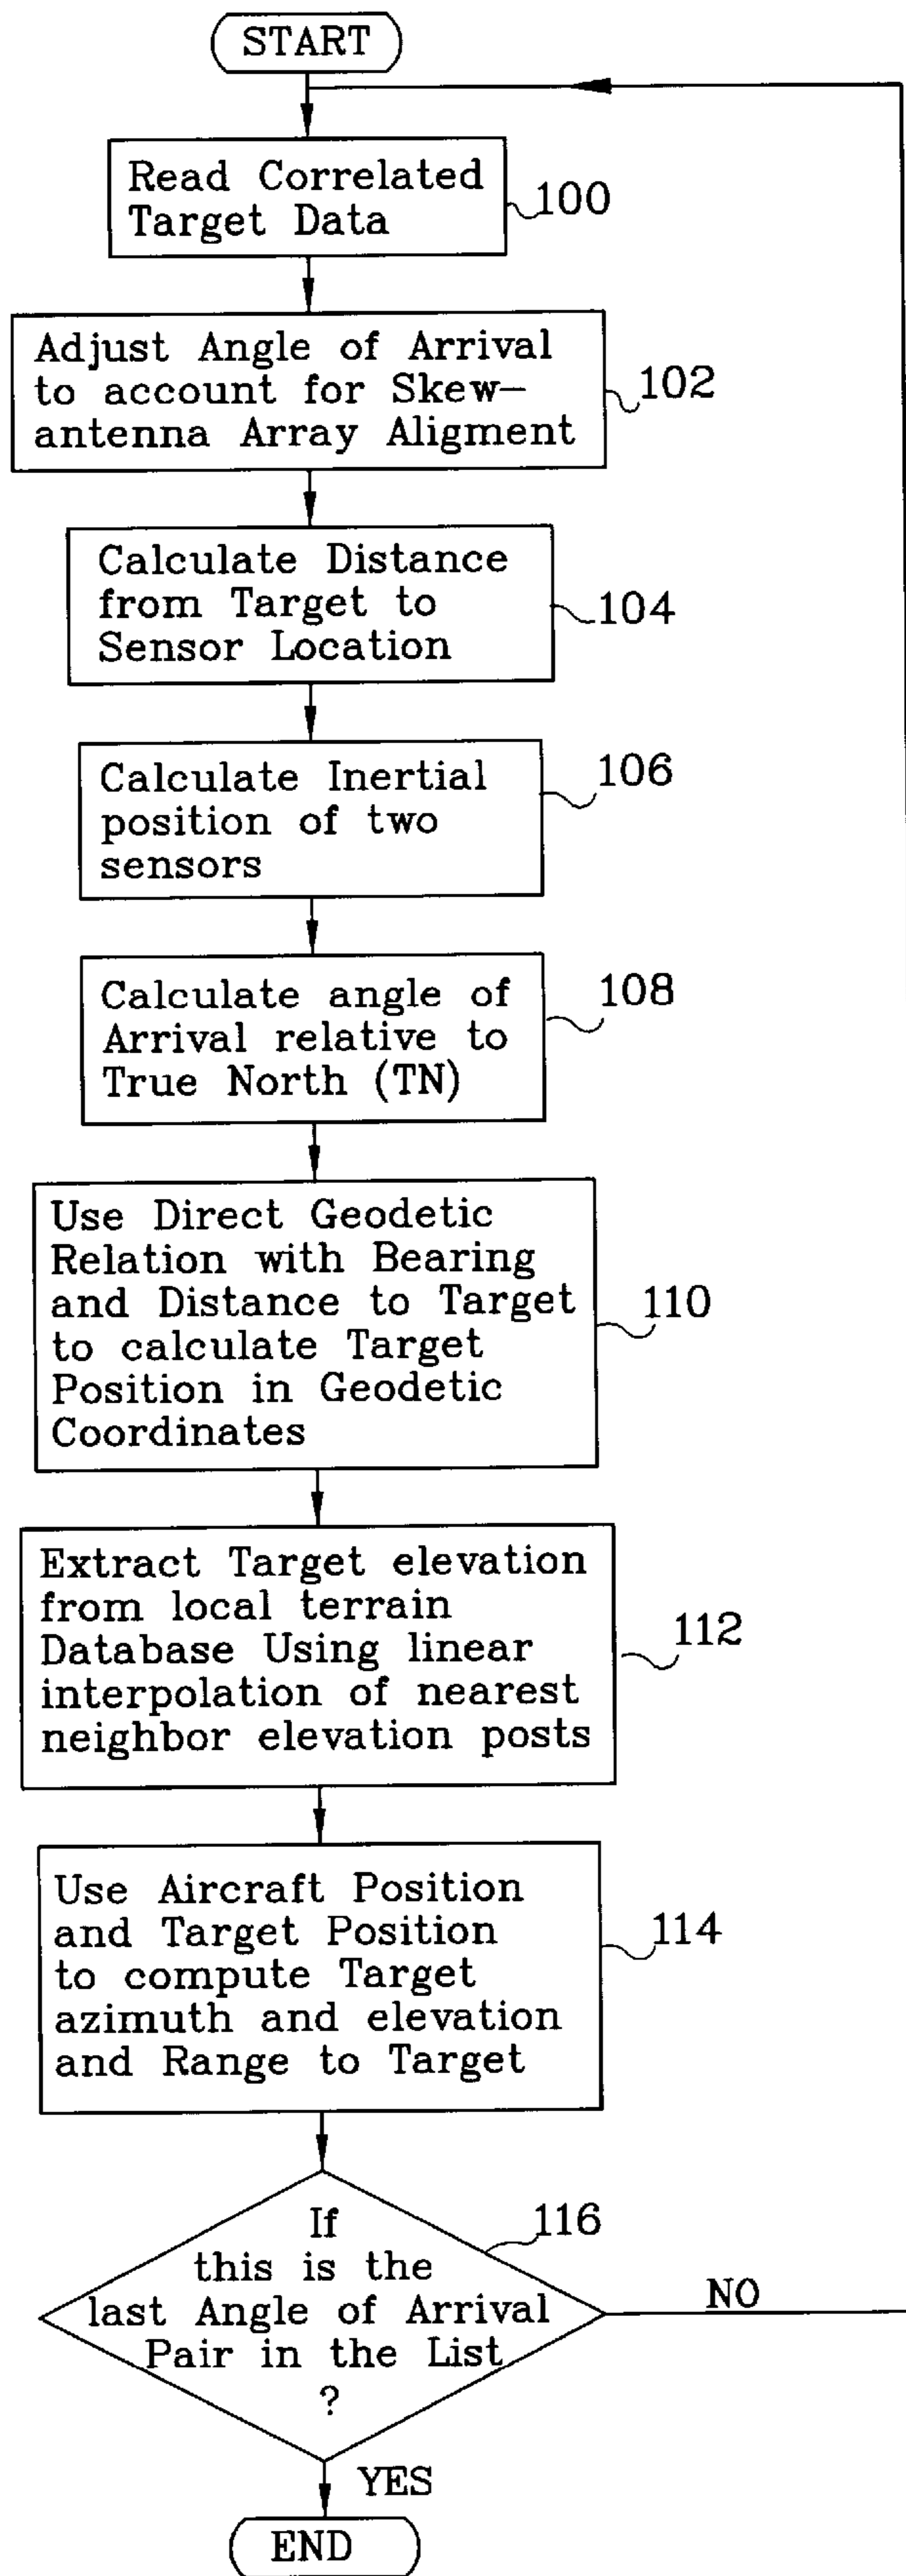 START
Read Correlated
Target Data
100
Adjust Angle of Arrival
to account for Skew-
antenna Array Aligment
102
Calculate Distance
from Target to
Sensor Location
104
Calculate Inertial
position of two
sensors
106
Calculate angle of
Arrival relative to
True North (TN)
108
Use Direct Geodetic
Relation with Bearing
and Distance to Target
to calculate Target
Position in Geodetic
Coordinates
110
Extract Target elevation
from local terrain
Database Using linear
interpolation of nearest
neighbor elevation posts
112
Use Aircraft Position
and Target Position
to compute Target
azimuth and elevation
and Range to Target
114
If
this is the
last Angle of Arrival
Pair in the List
?
116
NO
YES
END